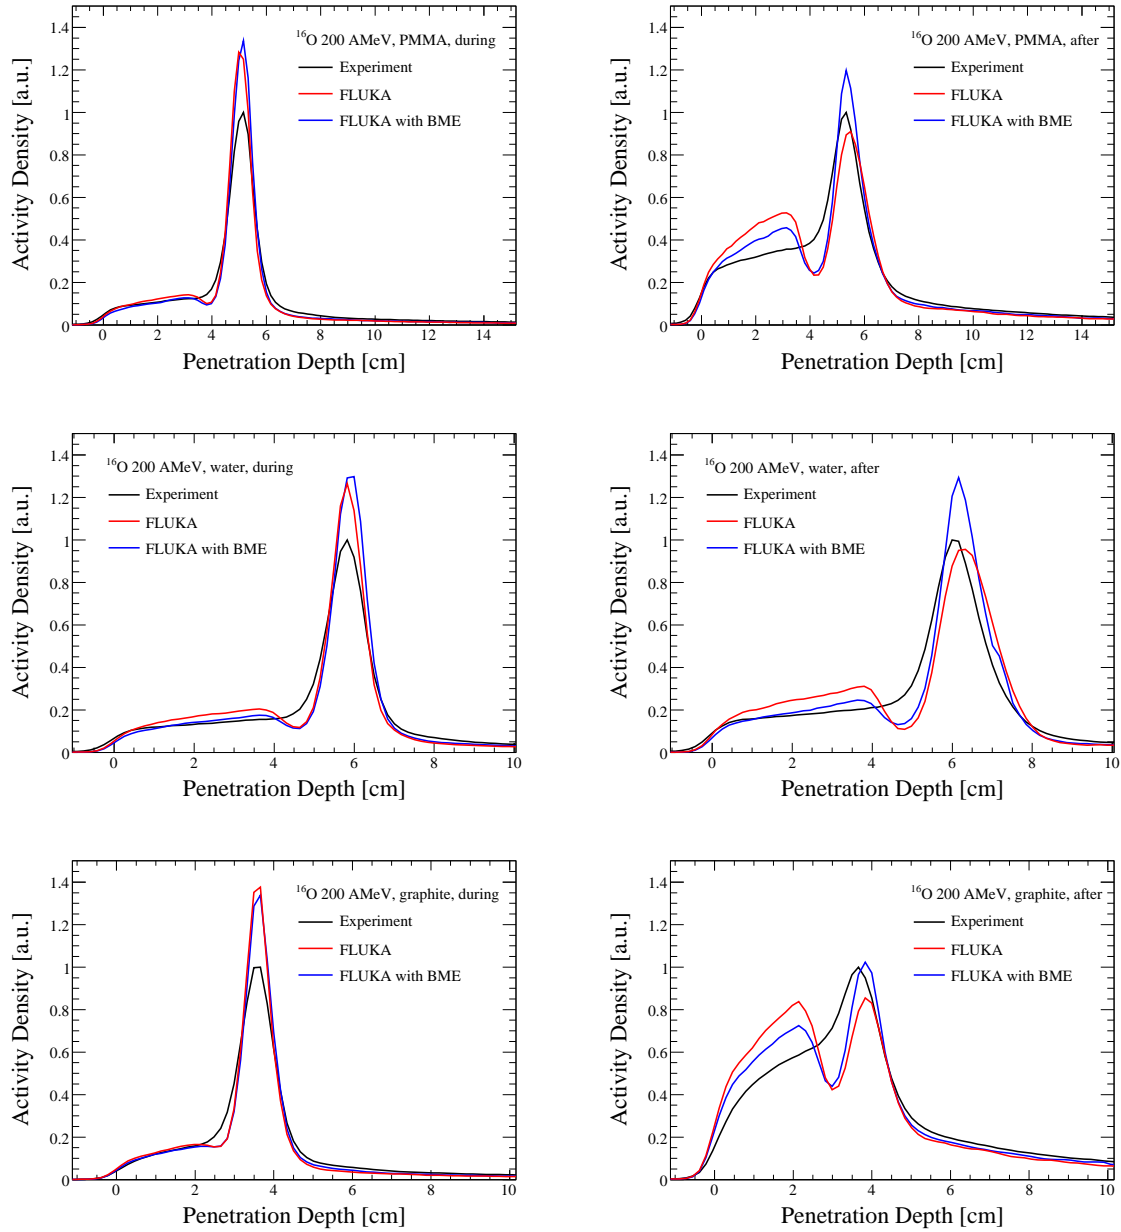 ¹⁶O 200 AMeV, PMMA, during
Experiment
FLUKA
FLUKA with BME
Activity Density [a.u.]
1.4
1.2
1
0.8
0.6
0.4
0.2
0
0 2 4 6 8 10 12 14
Penetration Depth [cm]
¹⁶O 200 AMeV, PMMA, after
Experiment
FLUKA
FLUKA with BME
Activity Density [a.u.]
1.4
1.2
1
0.8
0.6
0.4
0.2
0
0 2 4 6 8 10 12 14
Penetration Depth [cm]
¹⁶O 200 AMeV, water, during
Experiment
FLUKA
FLUKA with BME
Activity Density [a.u.]
1.4
1.2
1
0.8
0.6
0.4
0.2
0
0 2 4 6 8 10
Penetration Depth [cm]
¹⁶O 200 AMeV, water, after
Experiment
FLUKA
FLUKA with BME
Activity Density [a.u.]
1.4
1.2
1
0.8
0.6
0.4
0.2
0
0 2 4 6 8 10
Penetration Depth [cm]
¹⁶O 200 AMeV, graphite, during
Experiment
FLUKA
FLUKA with BME
Activity Density [a.u.]
1.4
1.2
1
0.8
0.6
0.4
0.2
0
0 2 4 6 8 10
Penetration Depth [cm]
¹⁶O 200 AMeV, graphite, after
Experiment
FLUKA
FLUKA with BME
Activity Density [a.u.]
1.4
1.2
1
0.8
0.6
0.4
0.2
0
0 2 4 6 8 10
Penetration Depth [cm]